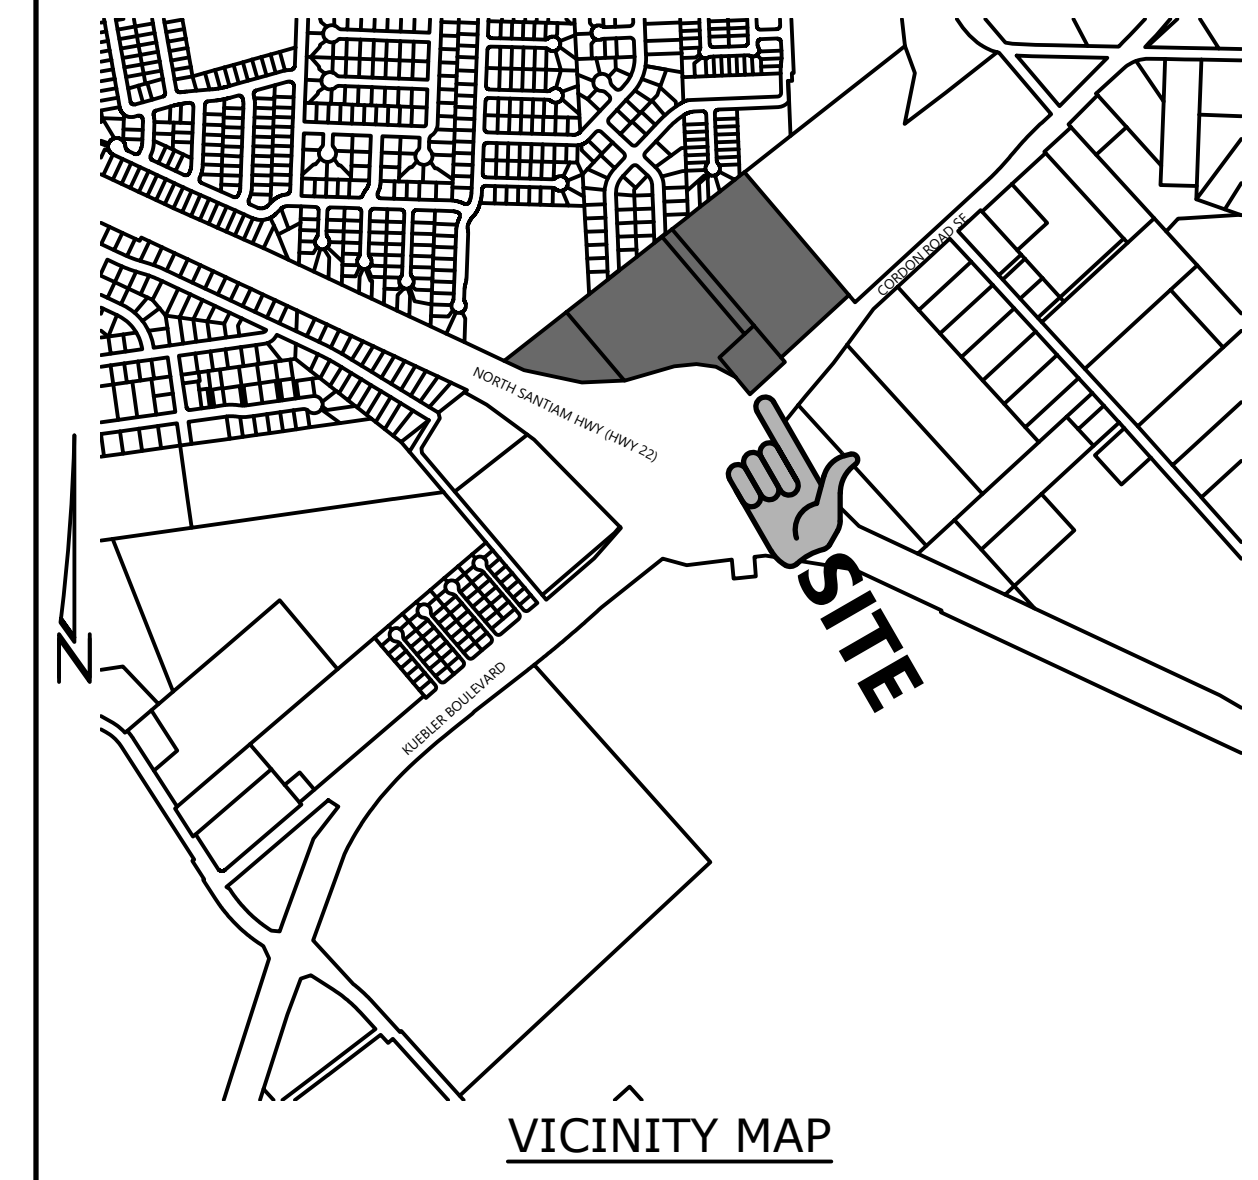 CORDON ROAD SE
NORTH SANTIAM HWY (HWY 22)
N
SITE
KUEBLER BOULEVARD
VICINITY MAP